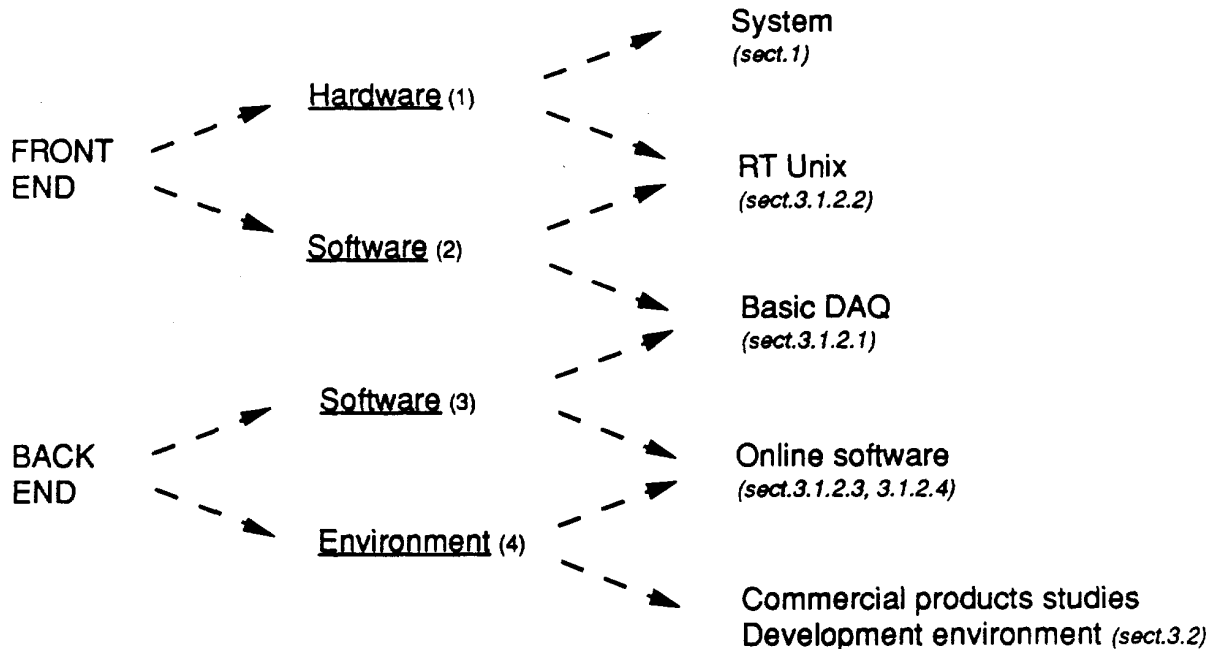 System
(sect.1)
Hardware (1)
FRONT
END
RT Unix
(sect.3.1.2.2)
Software (2)
Basic DAQ
(sect.3.1.2.1)
Software (3)
BACK
END
Online software
(sect.3.1.2.3, 3.1.2.4)
Environment (4)
Commercial products studies
Development environment (sect.3.2)